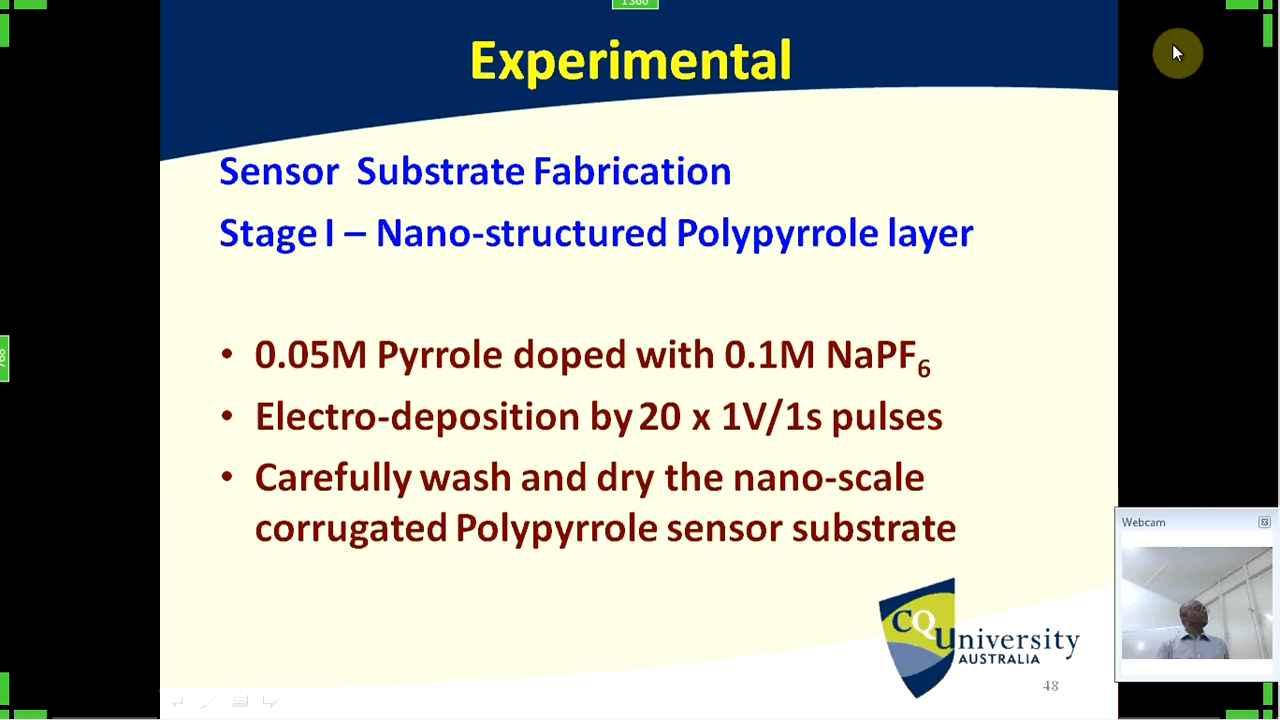 1360
Experimental
Sensor Substrate Fabrication
Stage I – Nano-structured Polypyrrole layer
• 0.05M Pyrrole doped with 0.1M NaPF₆
• Electro-deposition by 20 x 1V/1s pulses
• Carefully wash and dry the nano-scale
corrugated Polypyrrole sensor substrate
Webcam
CQUniversity
AUSTRALIA
48